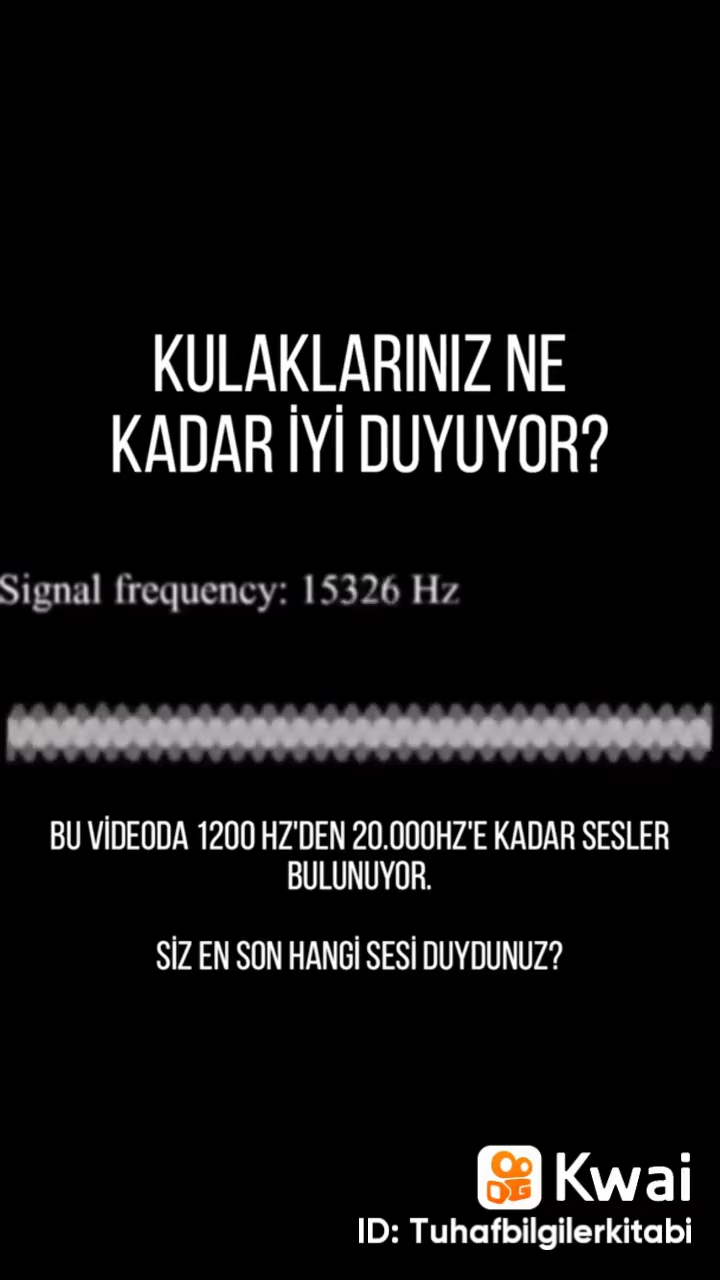 KULAKLARINIZ NE
KADAR İYİ DUYUYOR?
Signal frequency: 15326 Hz
BU VİDEODA 1200 HZ'DEN 20.000HZ'E KADAR SESLER
BULUNUYOR.
SİZ EN SON HANGİ SESİ DUYDUNUZ?
Kwai
ID: Tuhafbilgilerkitabi